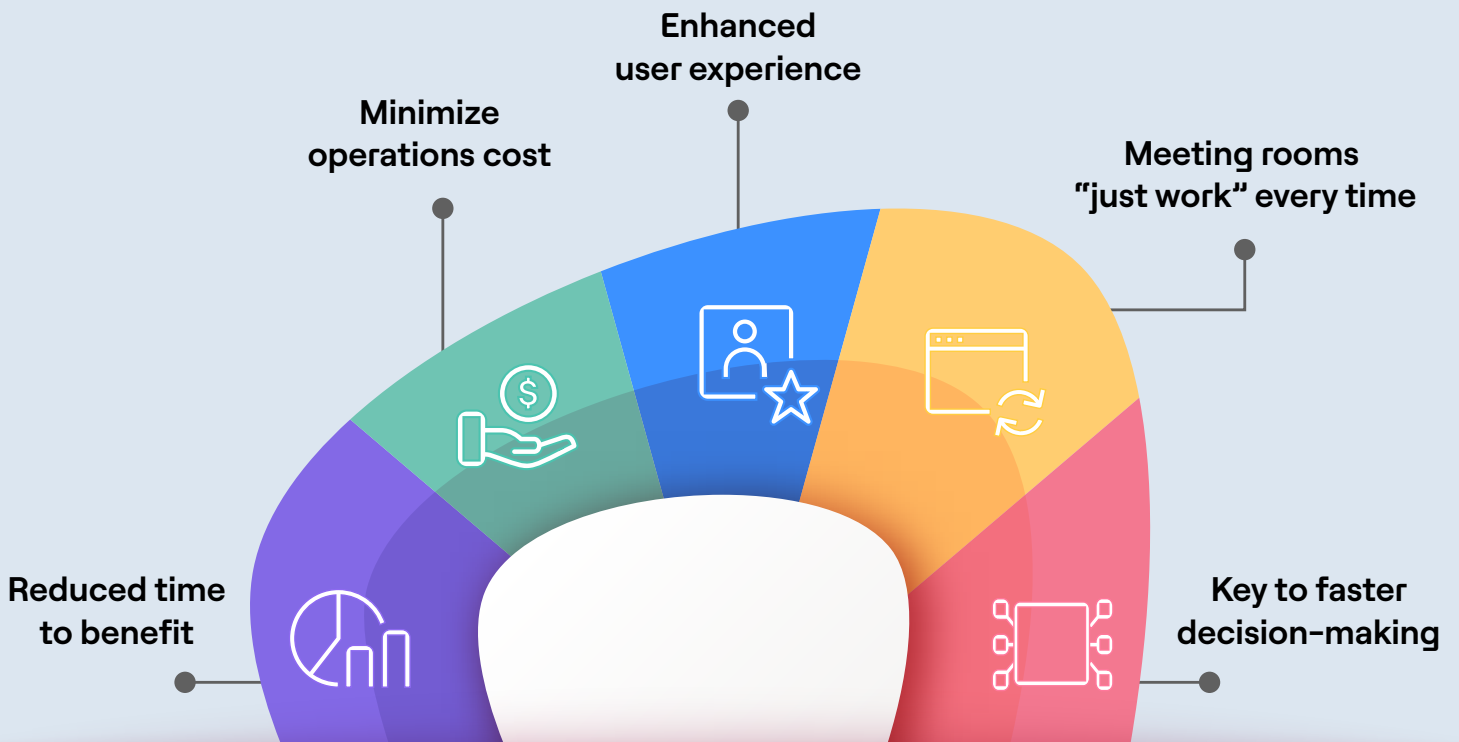 Enhanced
user experience
Minimize
operations cost
Meeting rooms
“just work” every time
Reduced time
to benefit
Key to faster
decision-making
$